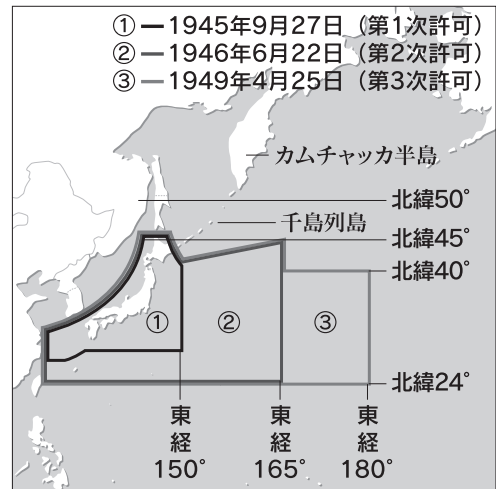 ①ー1945年9月27日（第1次許可）
②ー1946年6月22日（第2次許可）
③ー1949年4月25日（第3次許可）
カムチャッカ半島
北緯50°
千島列島
北緯45°
北緯40°
①
②
③
北緯24°
東経150°
東経165°
東経180°